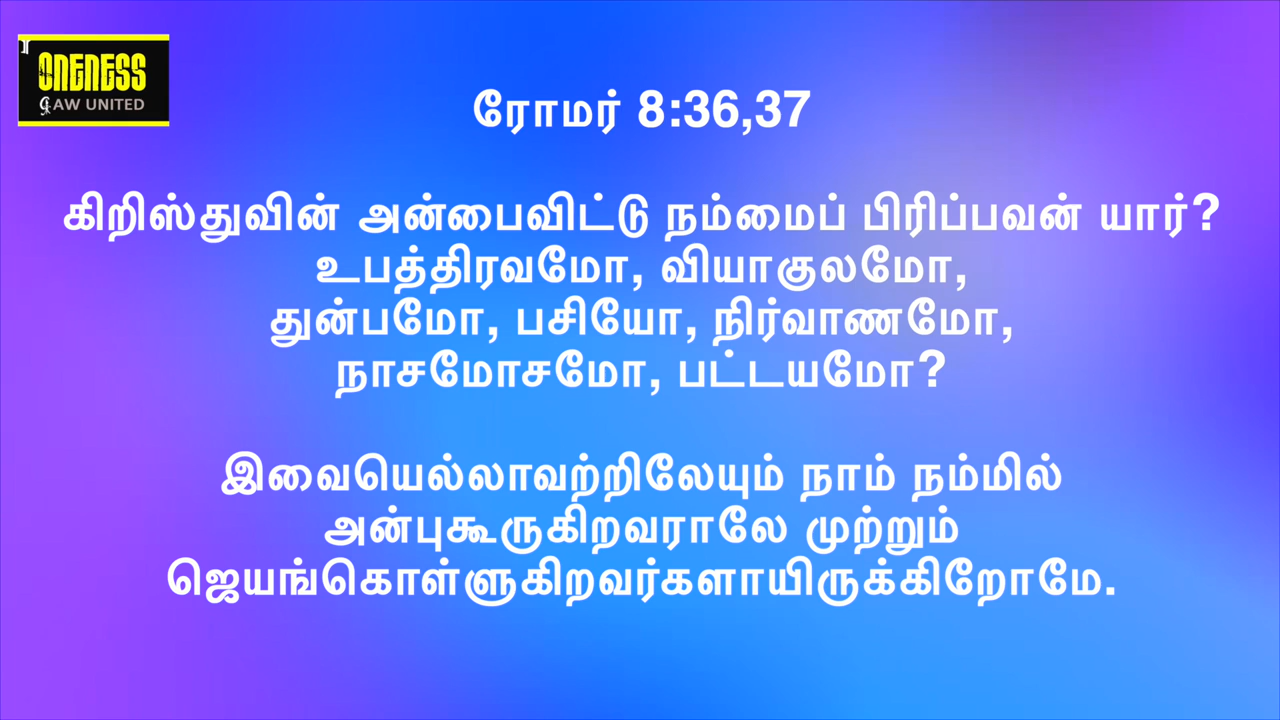 ONENESS
LAW UNITED
ரோமர் 8:36,37
கிறிஸ்துவின் அன்பைவிட்டு நம்மைப் பிரிப்பவன் யார்?
உபத்திரவமோ, வியாகுலமோ,
துன்பமோ, பசியோ, நிர்வாணமோ,
நாசமோசமோ, பட்டயமோ?
இவையெல்லாவற்றிலேயும் நாம் நம்மில்
அன்புகூருகிறவராலே முற்றும்
ஜெயங்கொள்ளுகிறவர்களாயிருக்கிறோமே.